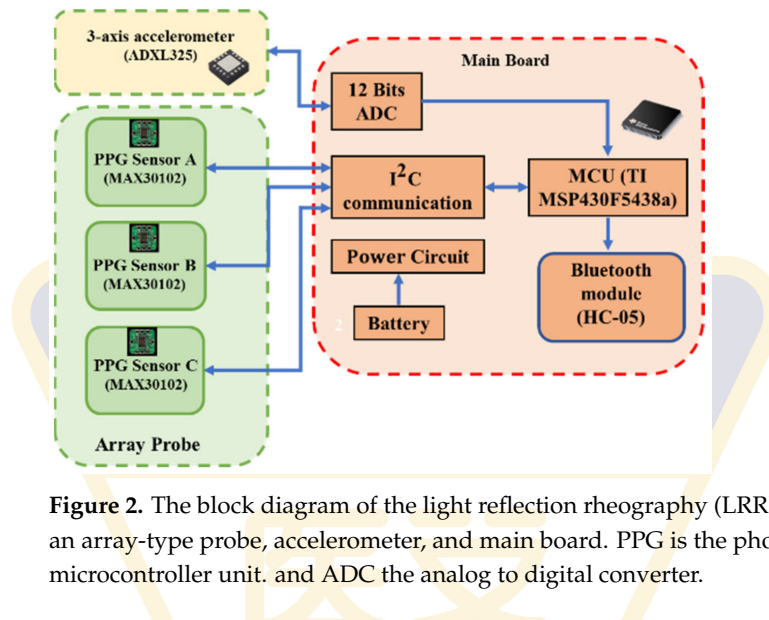 3-axis accelerometer
(ADXL325)
Main Board
12 Bits
ADC
PPG Sensor A
(MAX30102)
I²C
communication
MCU (TI
MSP430F5438a)
PPG Sensor B
(MAX30102)
Power Circuit
Bluetooth
module
(HC-05)
2
Battery
PPG Sensor C
(MAX30102)
Array Probe
Figure 2. The block diagram of the light reflection rheography (LRR
an array-type probe, accelerometer, and main board. PPG is the pho
microcontroller unit. and ADC the analog to digital converter.